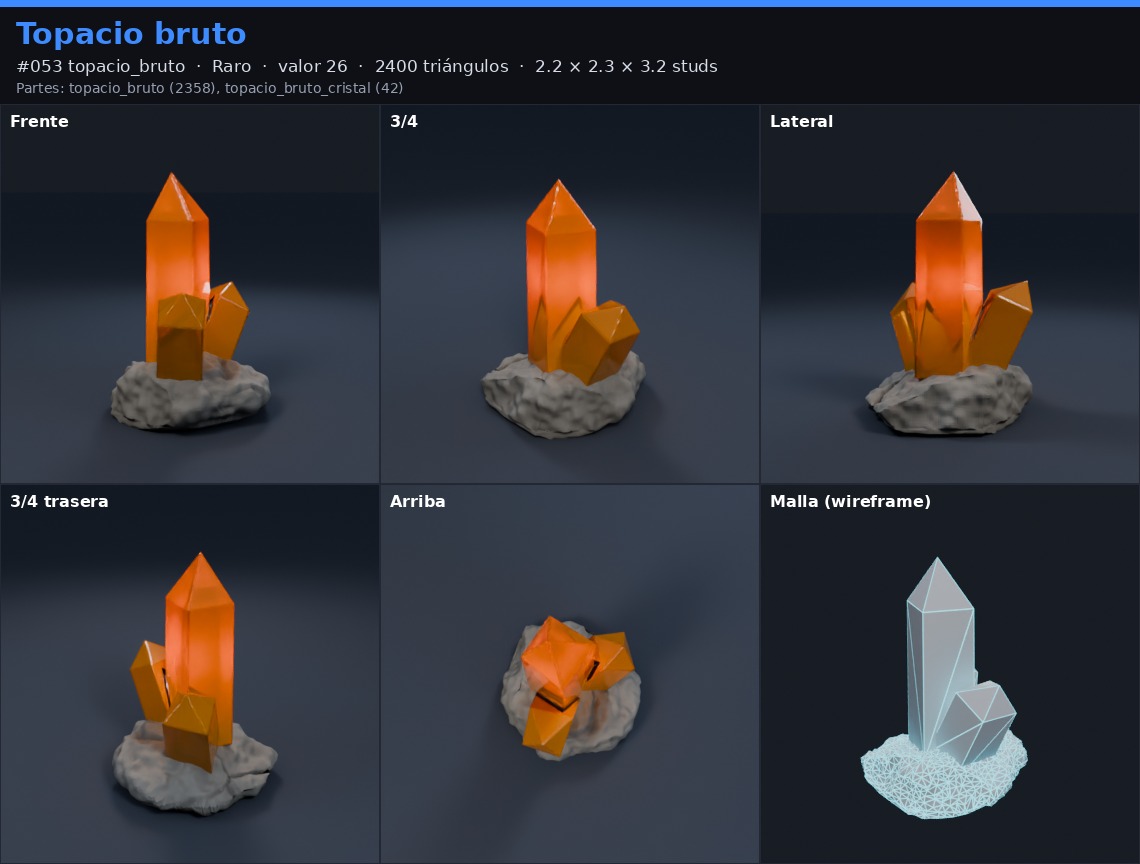 Topacio bruto
#053 topacio_bruto · Raro · valor 26 · 2400 triángulos · 2.2 × 2.3 × 3.2 studs
Partes: topacio_bruto (2358), topacio_bruto_cristal (42)
Frente
3/4
Lateral
3/4 trasera
Arriba
Malla (wireframe)